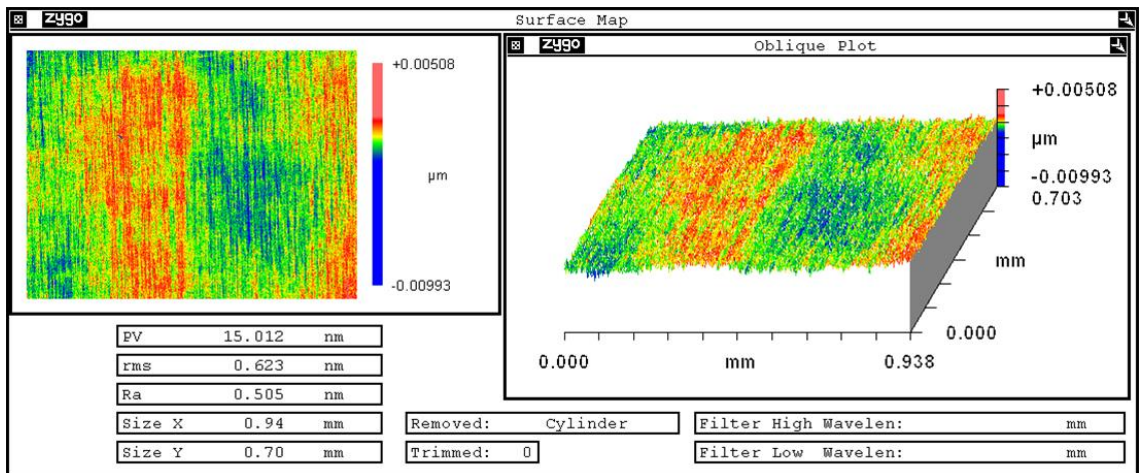 zygo Surface Map
+0.00508
µm
-0.00993
zygo Oblique Plot
+0.00508
µm
-0.00993
0.703
mm
0.000
0.000 mm 0.938
PV 15.012 nm
rms 0.623 nm
Ra 0.505 nm
Size X 0.94 mm
Size Y 0.70 mm
Removed: Cylinder
Trimmed: 0
Filter High Wavelen: mm
Filter Low Wavelen: mm